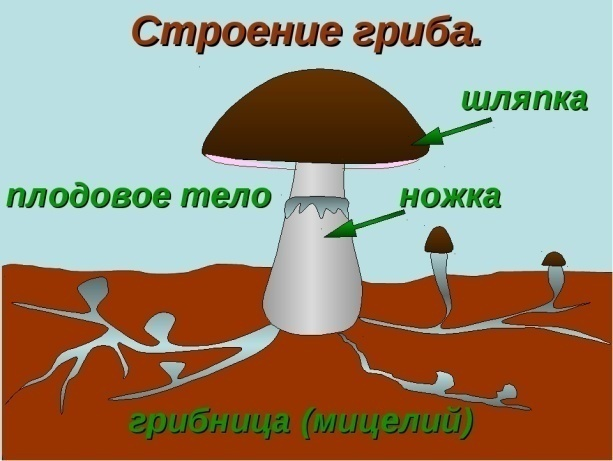 Строение гриба.
шляпка
плодовое тело
ножка
грибница (мицелий)